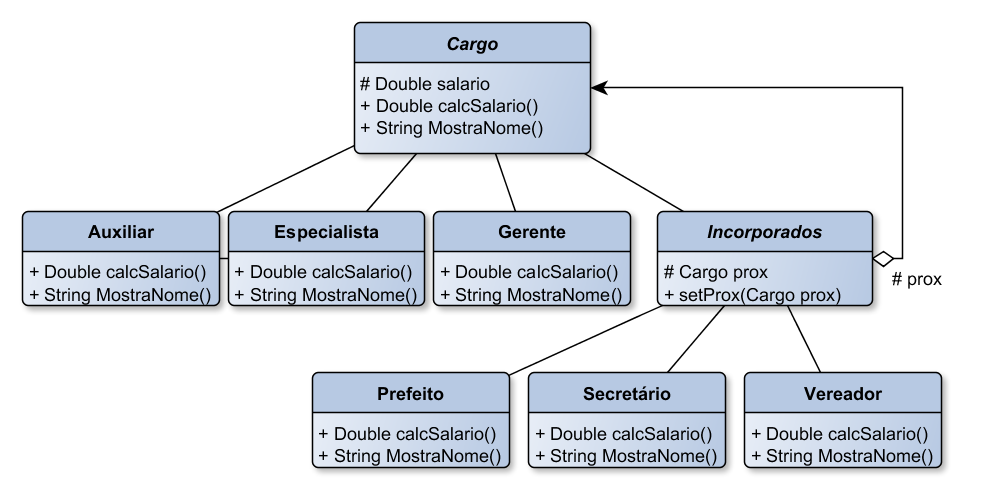 Cargo
# Double salario
+ Double calcSalario()
+ String MostraNome()
Auxiliar
+ Double calcSalario()
+ String MostraNome()
Especialista
+ Double calcSalario()
+ String MostraNome()
Gerente
+ Double calcSalario()
+ String MostraNome()
Incorporados
# Cargo prox
+ setProx(Cargo prox)
# prox
Prefeito
+ Double calcSalario()
+ String MostraNome()
Secretário
+ Double calcSalario()
+ String MostraNome()
Vereador
+ Double calcSalario()
+ String MostraNome()